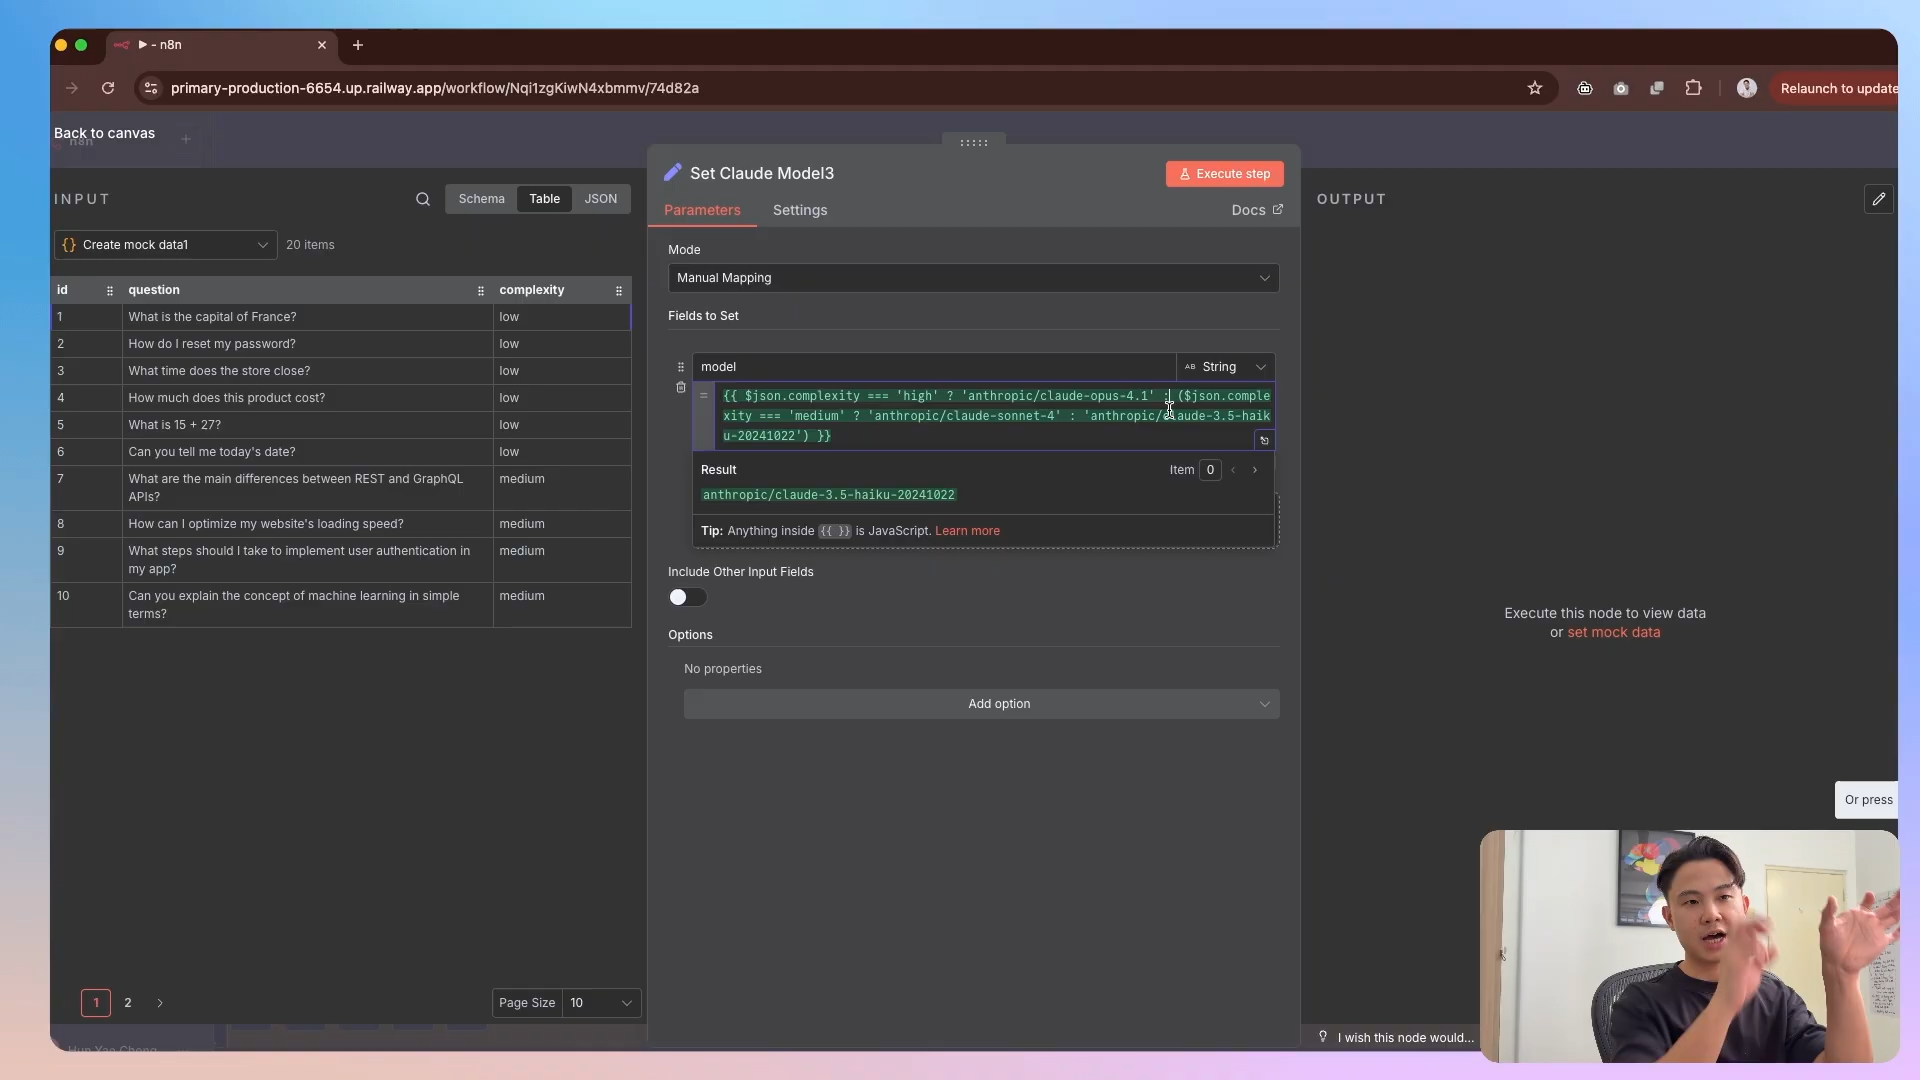 ▶ - n8n
primary-production-6654.up.railway.app/workflow/Nqi1zgKiwN4xbmmv/74d82a
Relaunch to update
Back to canvas
n8n
INPUT
Schema
Table
JSON
{} Create mock data1
20 items
id question complexity
1 What is the capital of France? low
2 How do I reset my password? low
3 What time does the store close? low
4 How much does this product cost? low
5 What is 15 + 27? low
6 Can you tell me today's date? low
7 What are the main differences between REST and GraphQL medium
APIs?
8 How can I optimize my website's loading speed? medium
9 What steps should I take to implement user authentication in medium
my app?
10 Can you explain the concept of machine learning in simple medium
terms?
1 2
Page Size 10
Set Claude Model3
Execute step
Parameters
Settings
Docs
Mode
Manual Mapping
Fields to Set
model
AB String
=
{{ $json.complexity === 'high' ? 'anthropic/claude-opus-4.1' : ($json.comple
xity === 'medium' ? 'anthropic/claude-sonnet-4' : 'anthropic/claude-3.5-haik
u-20241022') }}
Result
Item 0
anthropic/claude-3.5-haiku-20241022
Tip: Anything inside {{ }} is JavaScript. Learn more
Include Other Input Fields
Options
No properties
Add option
OUTPUT
Execute this node to view data
or set mock data
Or press
I wish this node would...